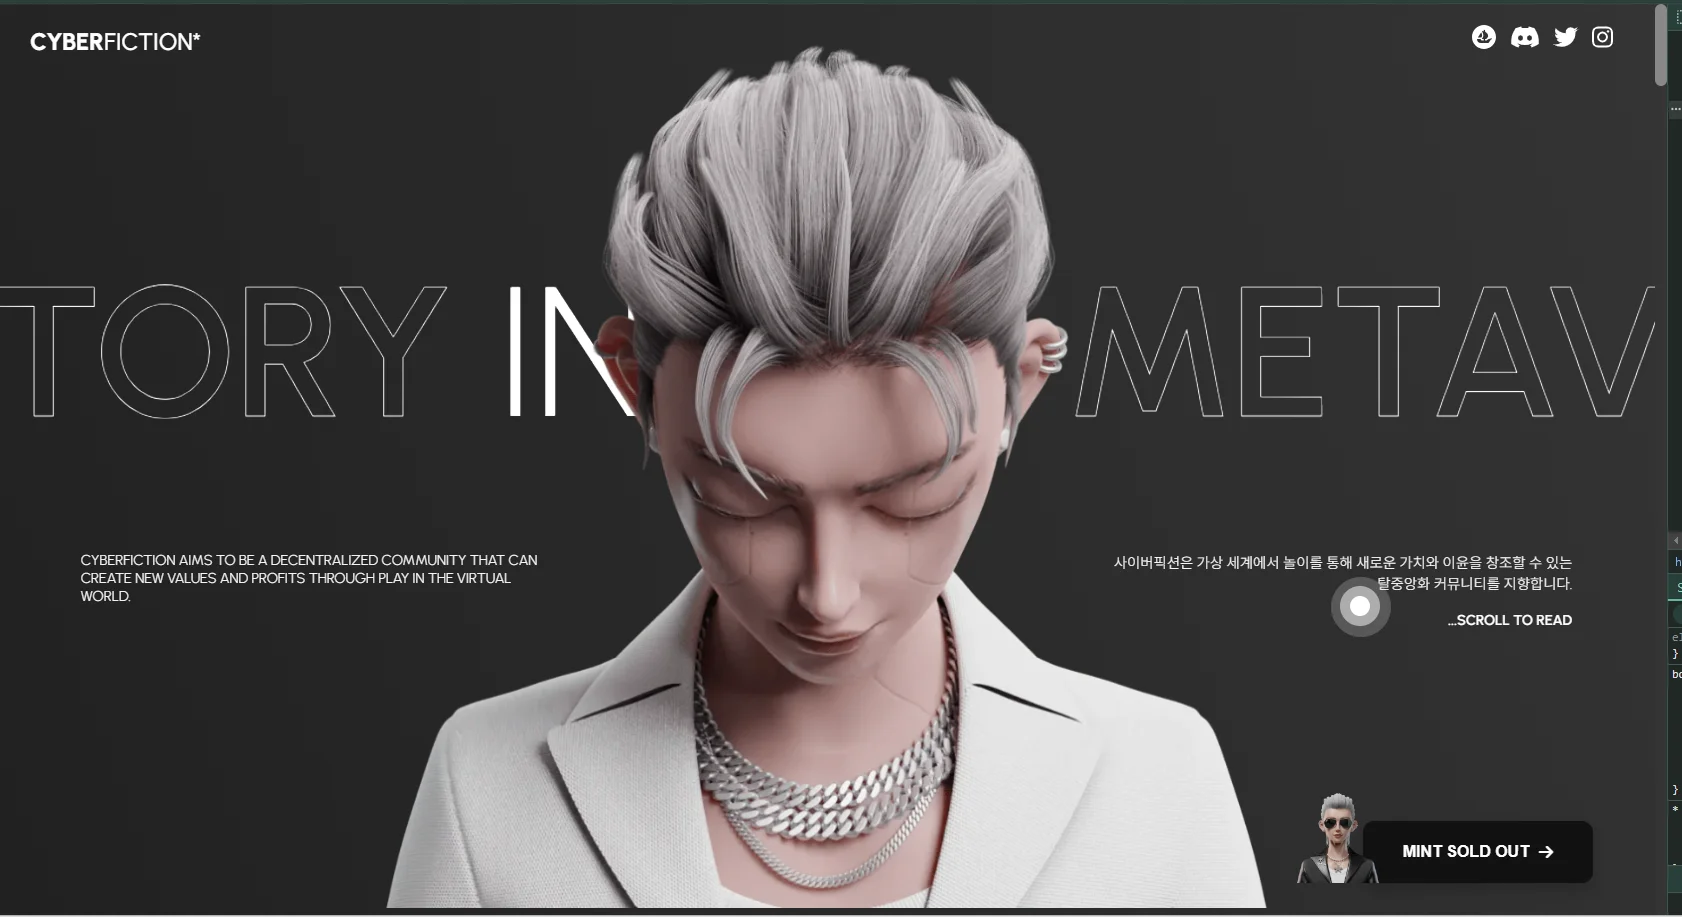 CYBERFICTION*
TORY IN METAV
CYBERFICTION AIMS TO BE A DECENTRALIZED COMMUNITY THAT CAN
CREATE NEW VALUES AND PROFITS THROUGH PLAY IN THE VIRTUAL
WORLD.
사이버픽션은 가상 세계에서 놀이를 통해 새로운 가치와 이윤을 창조할 수 있는
탈중앙화 커뮤니티를 지향합니다.
...SCROLL TO READ
MINT SOLD OUT →